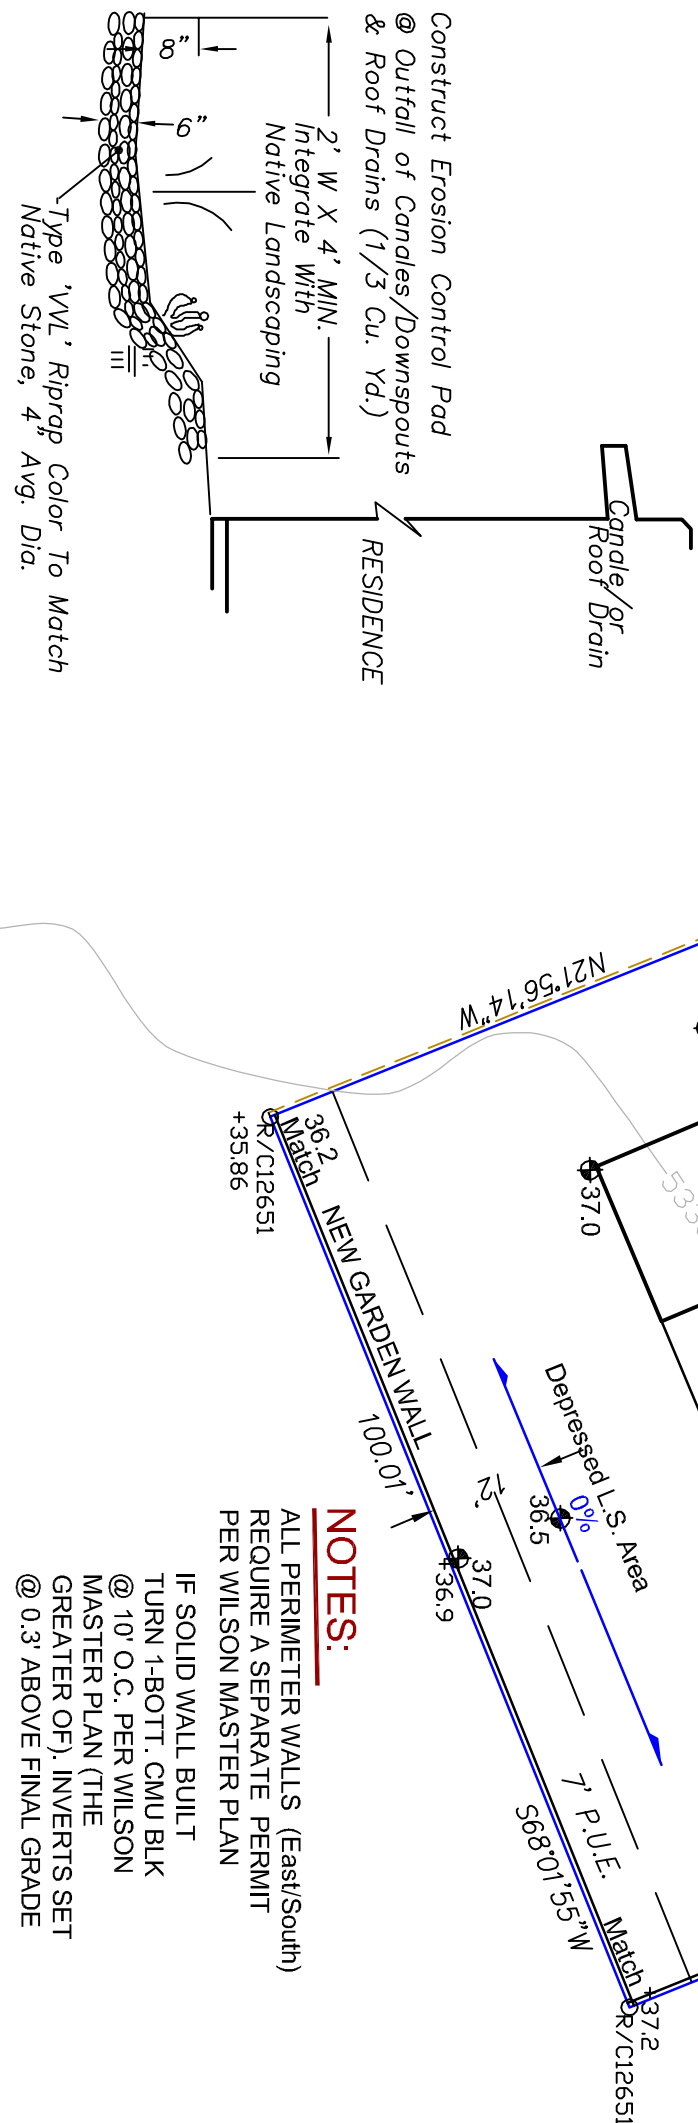 Construct Erosion Control Pad
@ Outfall of Canales/Downspouts
& Roof Drains (1/3 Cu. Yd.)
2' W X 4' MIN.
Integrate With
Native Landscaping
8"
6"
Type 'VVL' Riprap Color To Match
Native Stone, 4" Avg. Dia.
Canale/or
Roof Drain
RESIDENCE
N21°56'14"W
36.2
Match
R/C12651
+35.86
37.0
NEW GARDEN WALL
100.01'
Depressed L.S. Area
0%
36.5
12'
37.0
+36.9
7' P.U.E.
S68°01'55"W
Match
37.2
R/C12651
NOTES:
ALL PERIMETER WALLS (East/South)
REQUIRE A SEPARATE PERMIT
PER WILSON MASTER PLAN
IF SOLID WALL BUILT
TURN 1-BOTT. CMU BLK
@ 10' O.C. PER WILSON
MASTER PLAN (THE
GREATER OF). INVERTS SET
@ 0.3' ABOVE FINAL GRADE